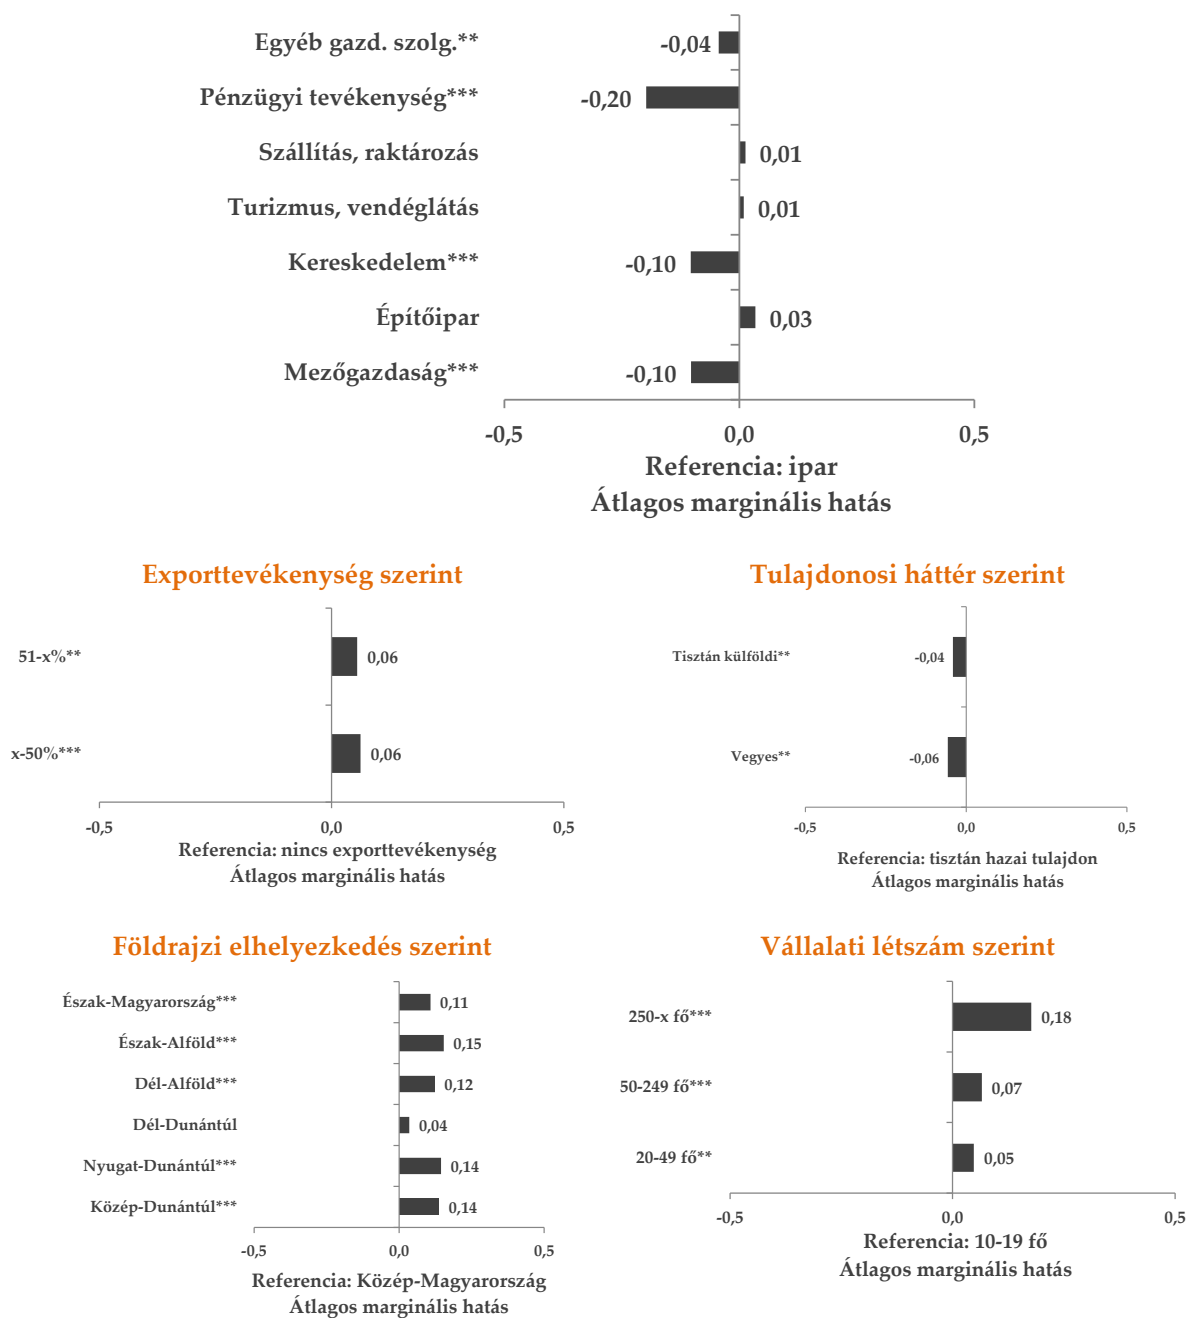 Egyéb gazd. szolg.** -0,04
Pénzügyi tevékenység*** -0,20
Szállítás, raktározás 0,01
Turizmus, vendéglátás 0,01
Kereskedelem*** -0,10
Építőipar 0,03
Mezőgazdaság*** -0,10
-0,5 0,0 0,5
Referencia: ipar
Átlagos marginális hatás
Exporttevékenység szerint
51-x%** 0,06
x-50%*** 0,06
-0,5 0,0 0,5
Referencia: nincs exporttevékenység
Átlagos marginális hatás
Tulajdonosi háttér szerint
Tisztán külföldi** -0,04
Vegyes** -0,06
-0,5 0,0 0,5
Referencia: tisztán hazai tulajdon
Átlagos marginális hatás
Földrajzi elhelyezkedés szerint
Észak-Magyarország*** 0,11
Észak-Alföld*** 0,15
Dél-Alföld*** 0,12
Dél-Dunántúl 0,04
Nyugat-Dunántúl*** 0,14
Közép-Dunántúl*** 0,14
-0,5 0,0 0,5
Referencia: Közép-Magyarország
Átlagos marginális hatás
Vállalati létszám szerint
250-x fő*** 0,18
50-249 fő*** 0,07
20-49 fő** 0,05
-0,5 0,0 0,5
Referencia: 10-19 fő
Átlagos marginális hatás